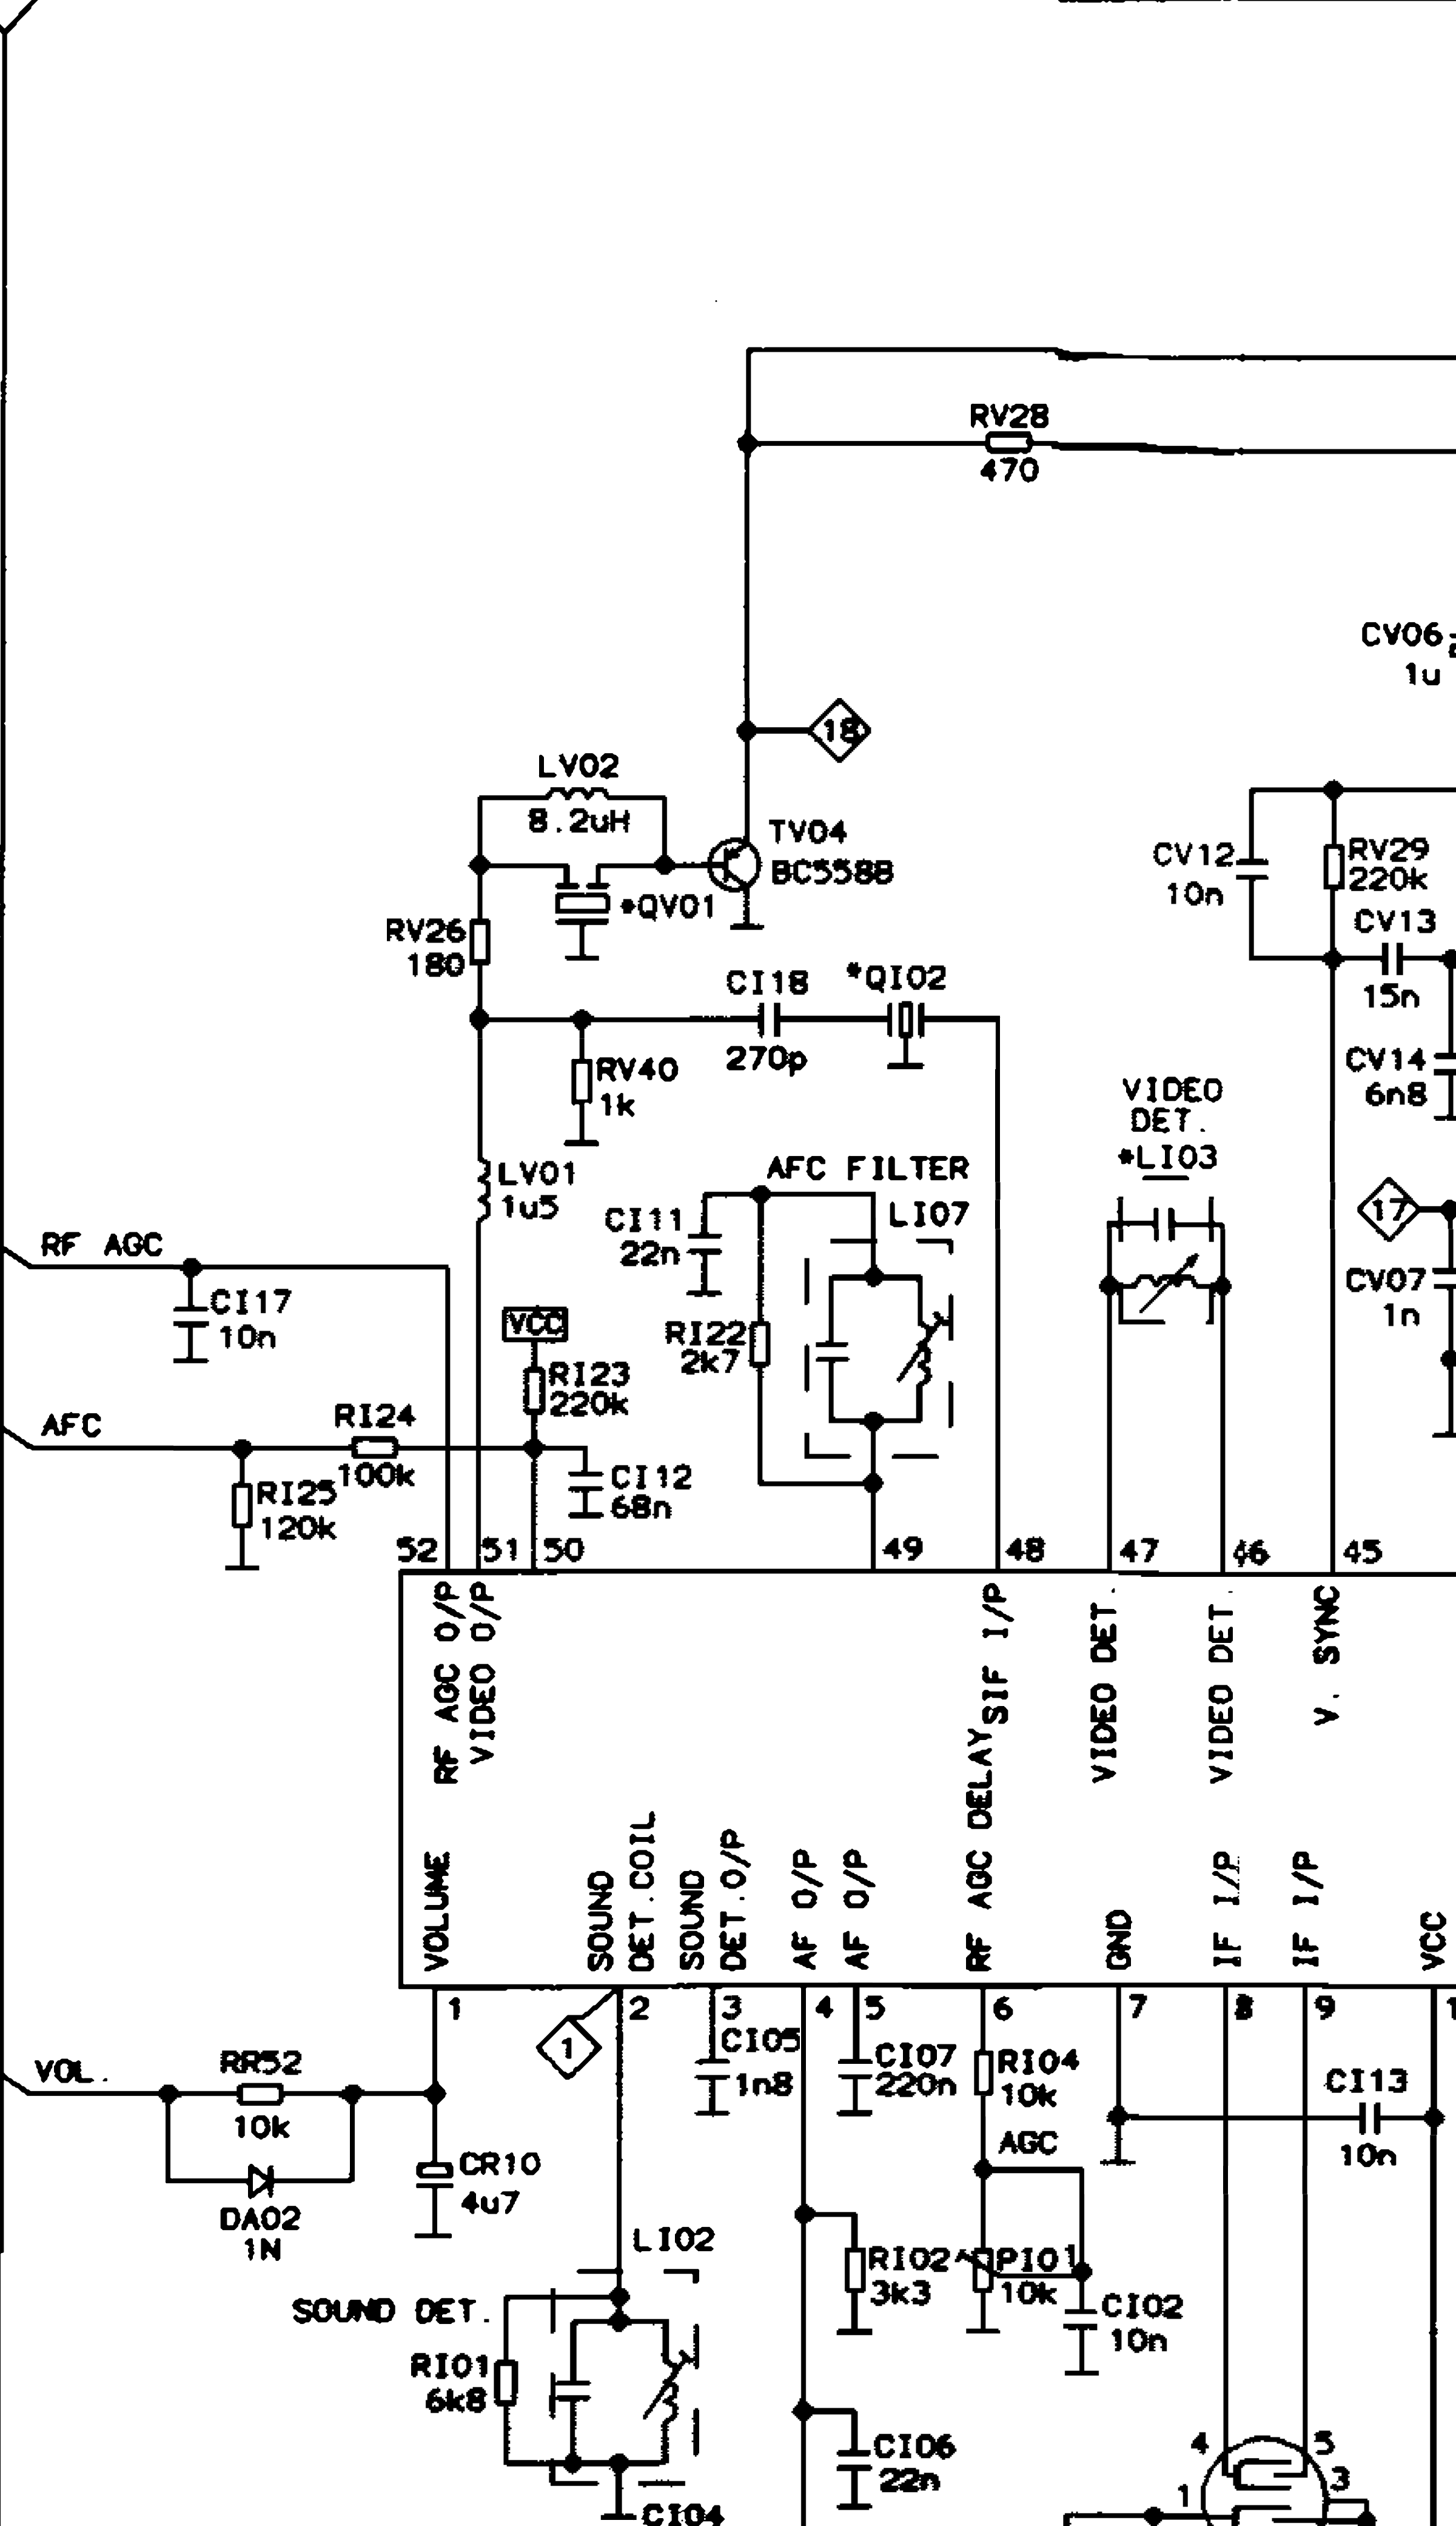 RV28
470
CV06
1u
18
LV02
8.2uH
TV04
BC558B
*QV01
CV12
10n
RV29
220k
RV26
180
CV13
15n
CI18
*QI02
270p
RV40
1k
CV14
6n8
VIDEO
DET.
*LI03
AFC FILTER
LV01
1u5
CI11
22n
LI07
17
RF AGC
CI17
10n
VCC
RI22
2k7
CV07
1n
RI23
220k
AFC
RI24
100k
RI25
120k
CI12
68n
52
51
50
49
48
47
46
45
RF AGC O/P
VIDEO O/P
SIF I/P
VIDEO DET.
VIDEO DET.
V. SYNC
VOLUME
SOUND
DET.COIL
SOUND
DET.O/P
AF O/P
AF O/P
RF AGC DELAY
GND
IF I/P
IF I/P
VCC
1
2
3
4
5
6
7
8
9
1
1
CI05
1n8
CI07
220n
RI04
10k
VOL.
RR52
10k
CI13
10n
AGC
CR10
4u7
DA02
1N
LI02
RI02
3k3
PI01
10k
CI02
10n
SOUND DET.
RI01
6k8
CI06
22n
4
5
1
3
CI04